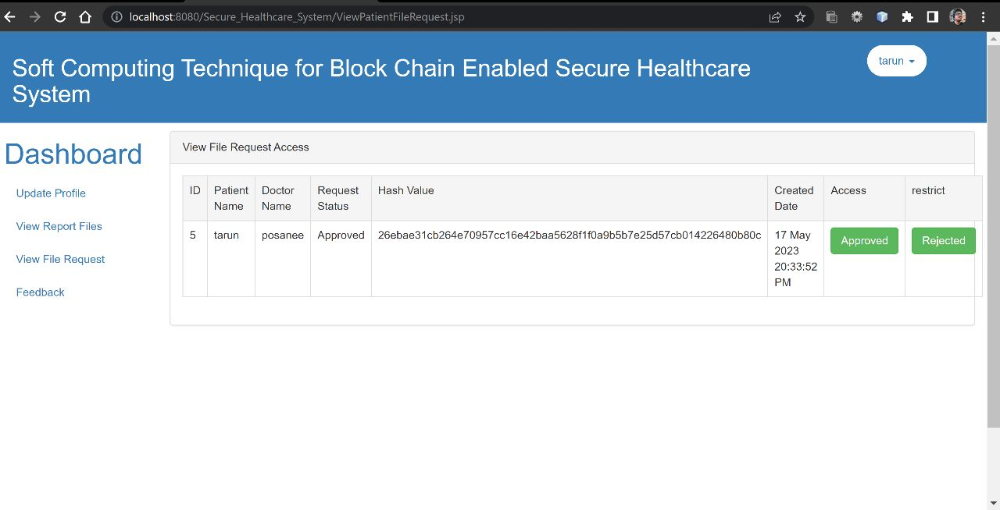 localhost:8080/Secure_Healthcare_System/ViewPatientFileRequest.jsp
Soft Computing Technique for Block Chain Enabled Secure Healthcare
System
tarun
Dashboard
Update Profile
View Report Files
View File Request
Feedback
View File Request Access
ID Patient Name Doctor Name Request Status Hash Value Created Date Access restrict
5 tarun posanee Approved 26ebae31cb264e70957cc16e42baa5628f1f0a9b5b7e25d57cb014226480b80c 17 May 2023 20:33:52 PM Approved Rejected